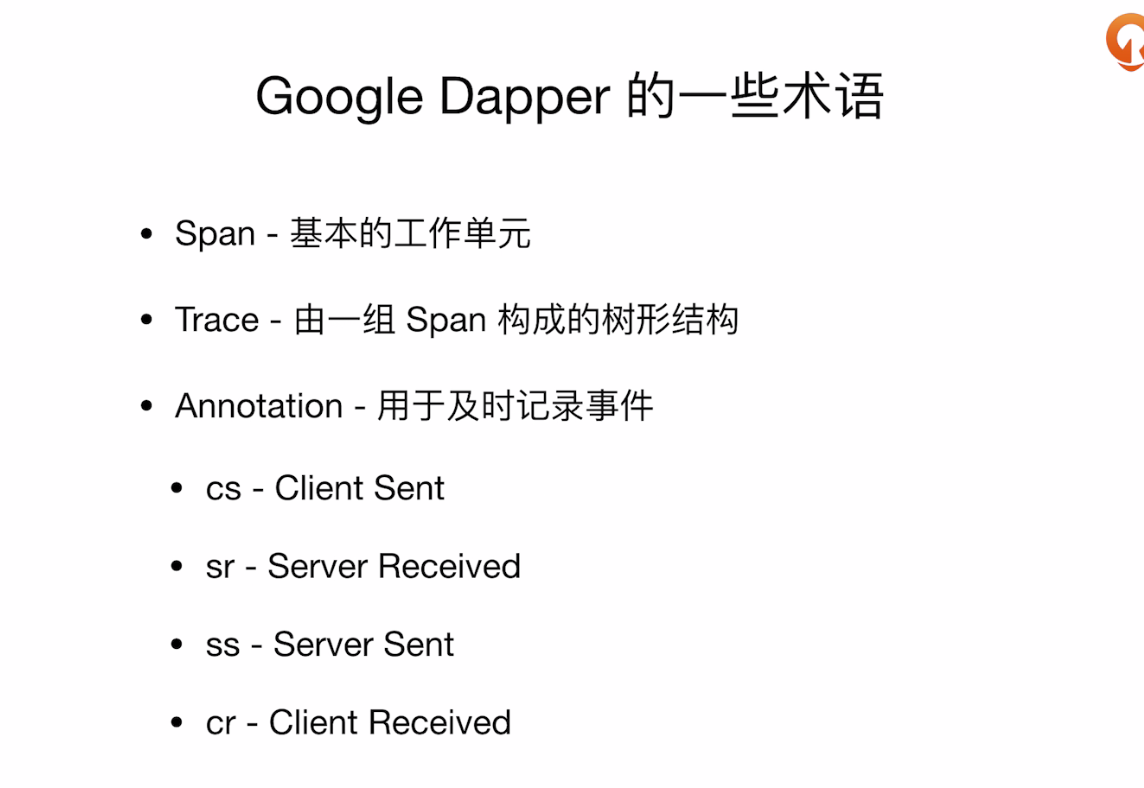 Google Dapper 的一些术语
• Span - 基本的工作单元
• Trace - 由一组 Span 构成的树形结构
• Annotation - 用于及时记录事件
• cs - Client Sent
• sr - Server Received
• ss - Server Sent
• cr - Client Received